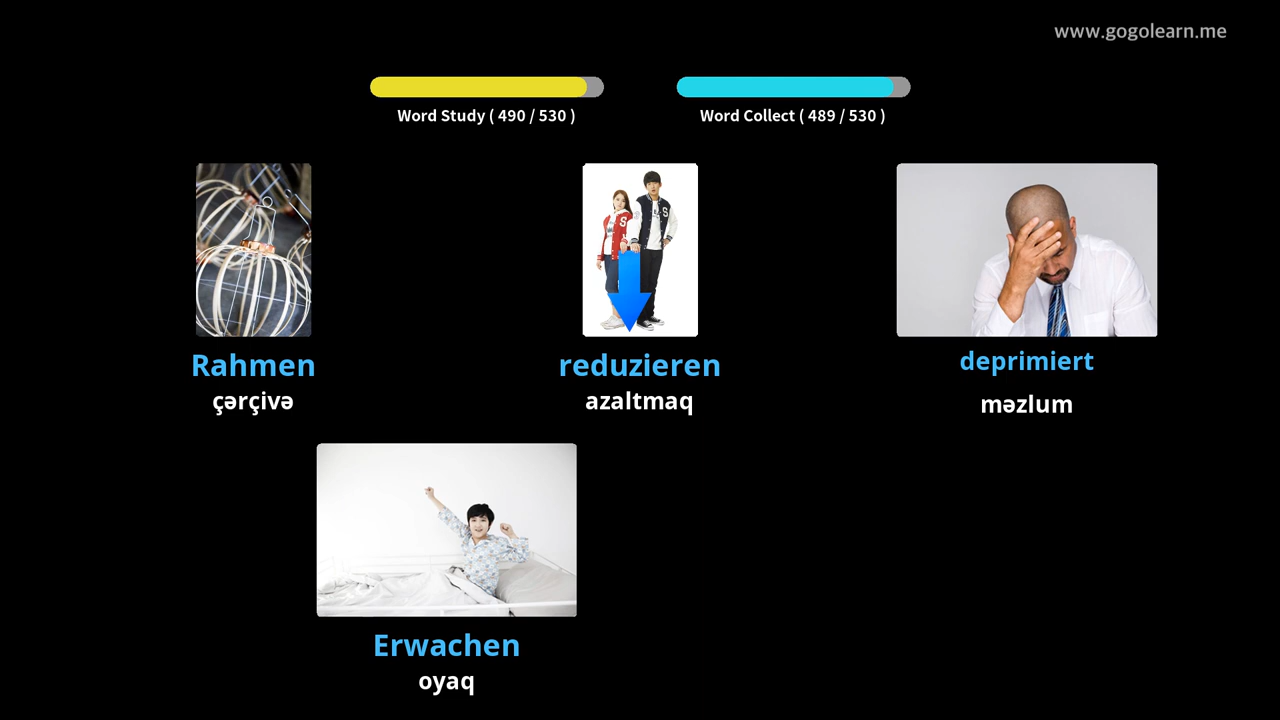 www.gogolearn.me
Word Study ( 490 / 530 )
Word Collect ( 489 / 530 )
Rahmen
çərçivə
reduzieren
azaltmaq
deprimiert
məzlum
Erwachen
oyaq
S
S